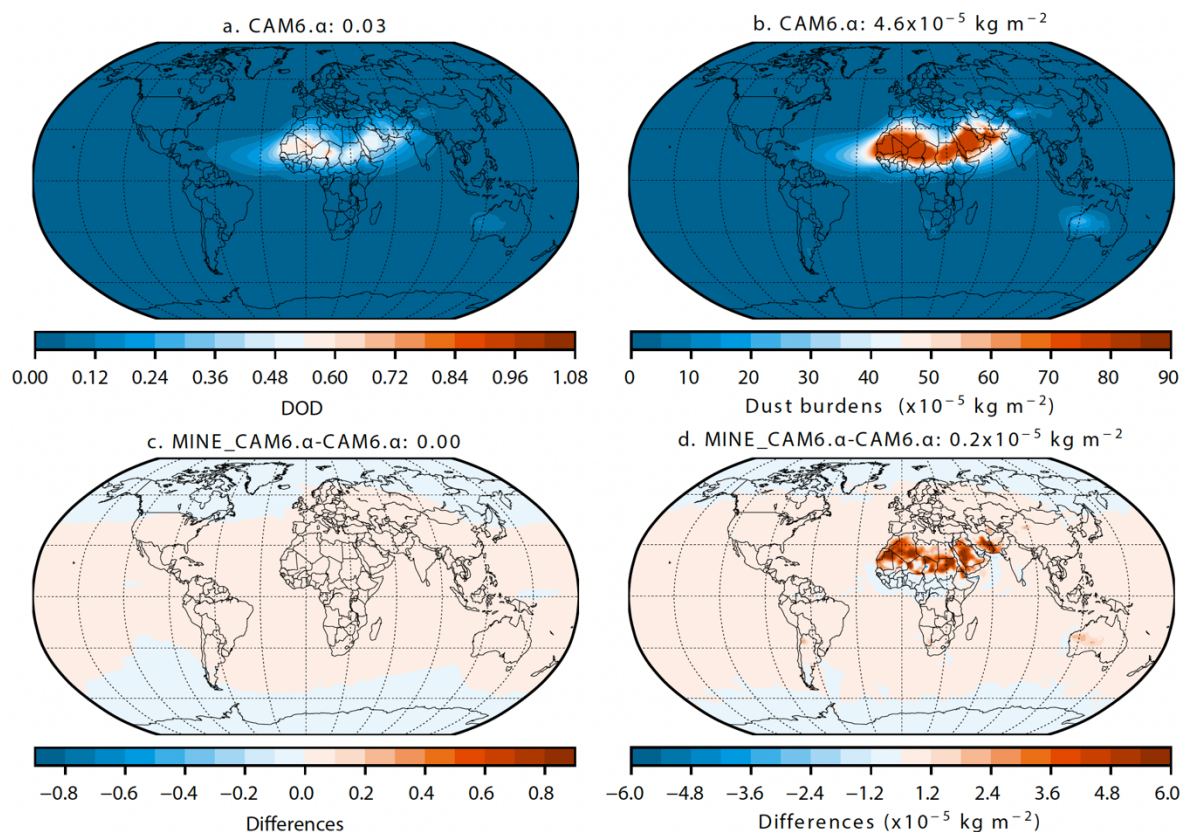 a. CAM6.α: 0.03
b. CAM6.α: 4.6x10⁻⁵ kg m⁻²
0.00 0.12 0.24 0.36 0.48 0.60 0.72 0.84 0.96 1.08
DOD
0 10 20 30 40 50 60 70 80 90
Dust burdens (x10⁻⁵ kg m⁻²)
c. MINE_CAM6.α-CAM6.α: 0.00
d. MINE_CAM6.α-CAM6.α: 0.2x10⁻⁵ kg m⁻²
−0.8 −0.6 −0.4 −0.2 0.0 0.2 0.4 0.6 0.8
Differences
−6.0 −4.8 −3.6 −2.4 −1.2 1.2 2.4 3.6 4.8 6.0
Differences (x10⁻⁵ kg m⁻²)